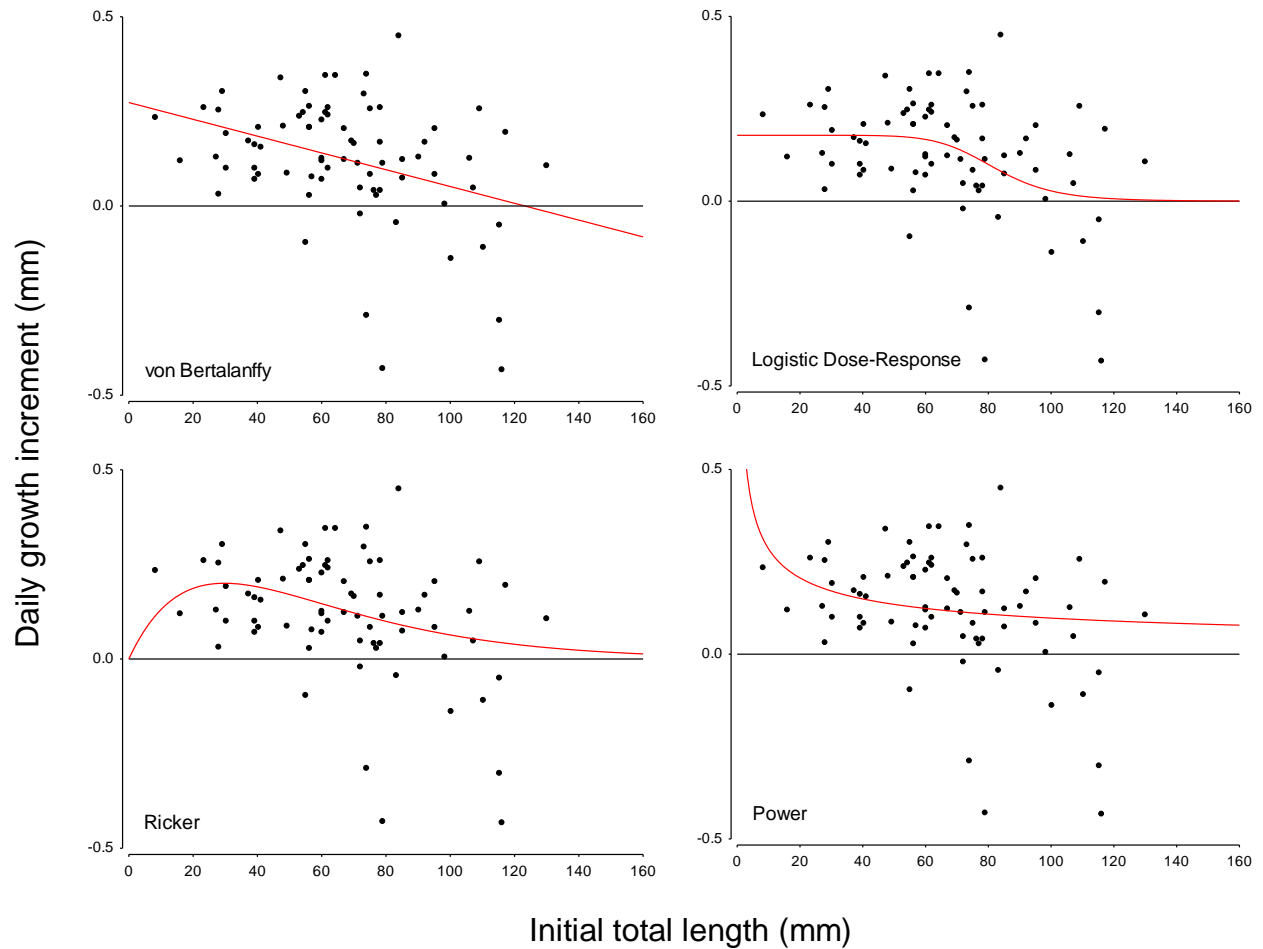 Daily growth increment (mm)
0.5
0.0
-0.5
von Bertalanffy
0 20 40 60 80 100 120 140 160
0.5
0.0
-0.5
Logistic Dose-Response
0 20 40 60 80 100 120 140 160
0.5
0.0
-0.5
Ricker
0 20 40 60 80 100 120 140 160
0.5
0.0
-0.5
Power
0 20 40 60 80 100 120 140 160
Initial total length (mm)